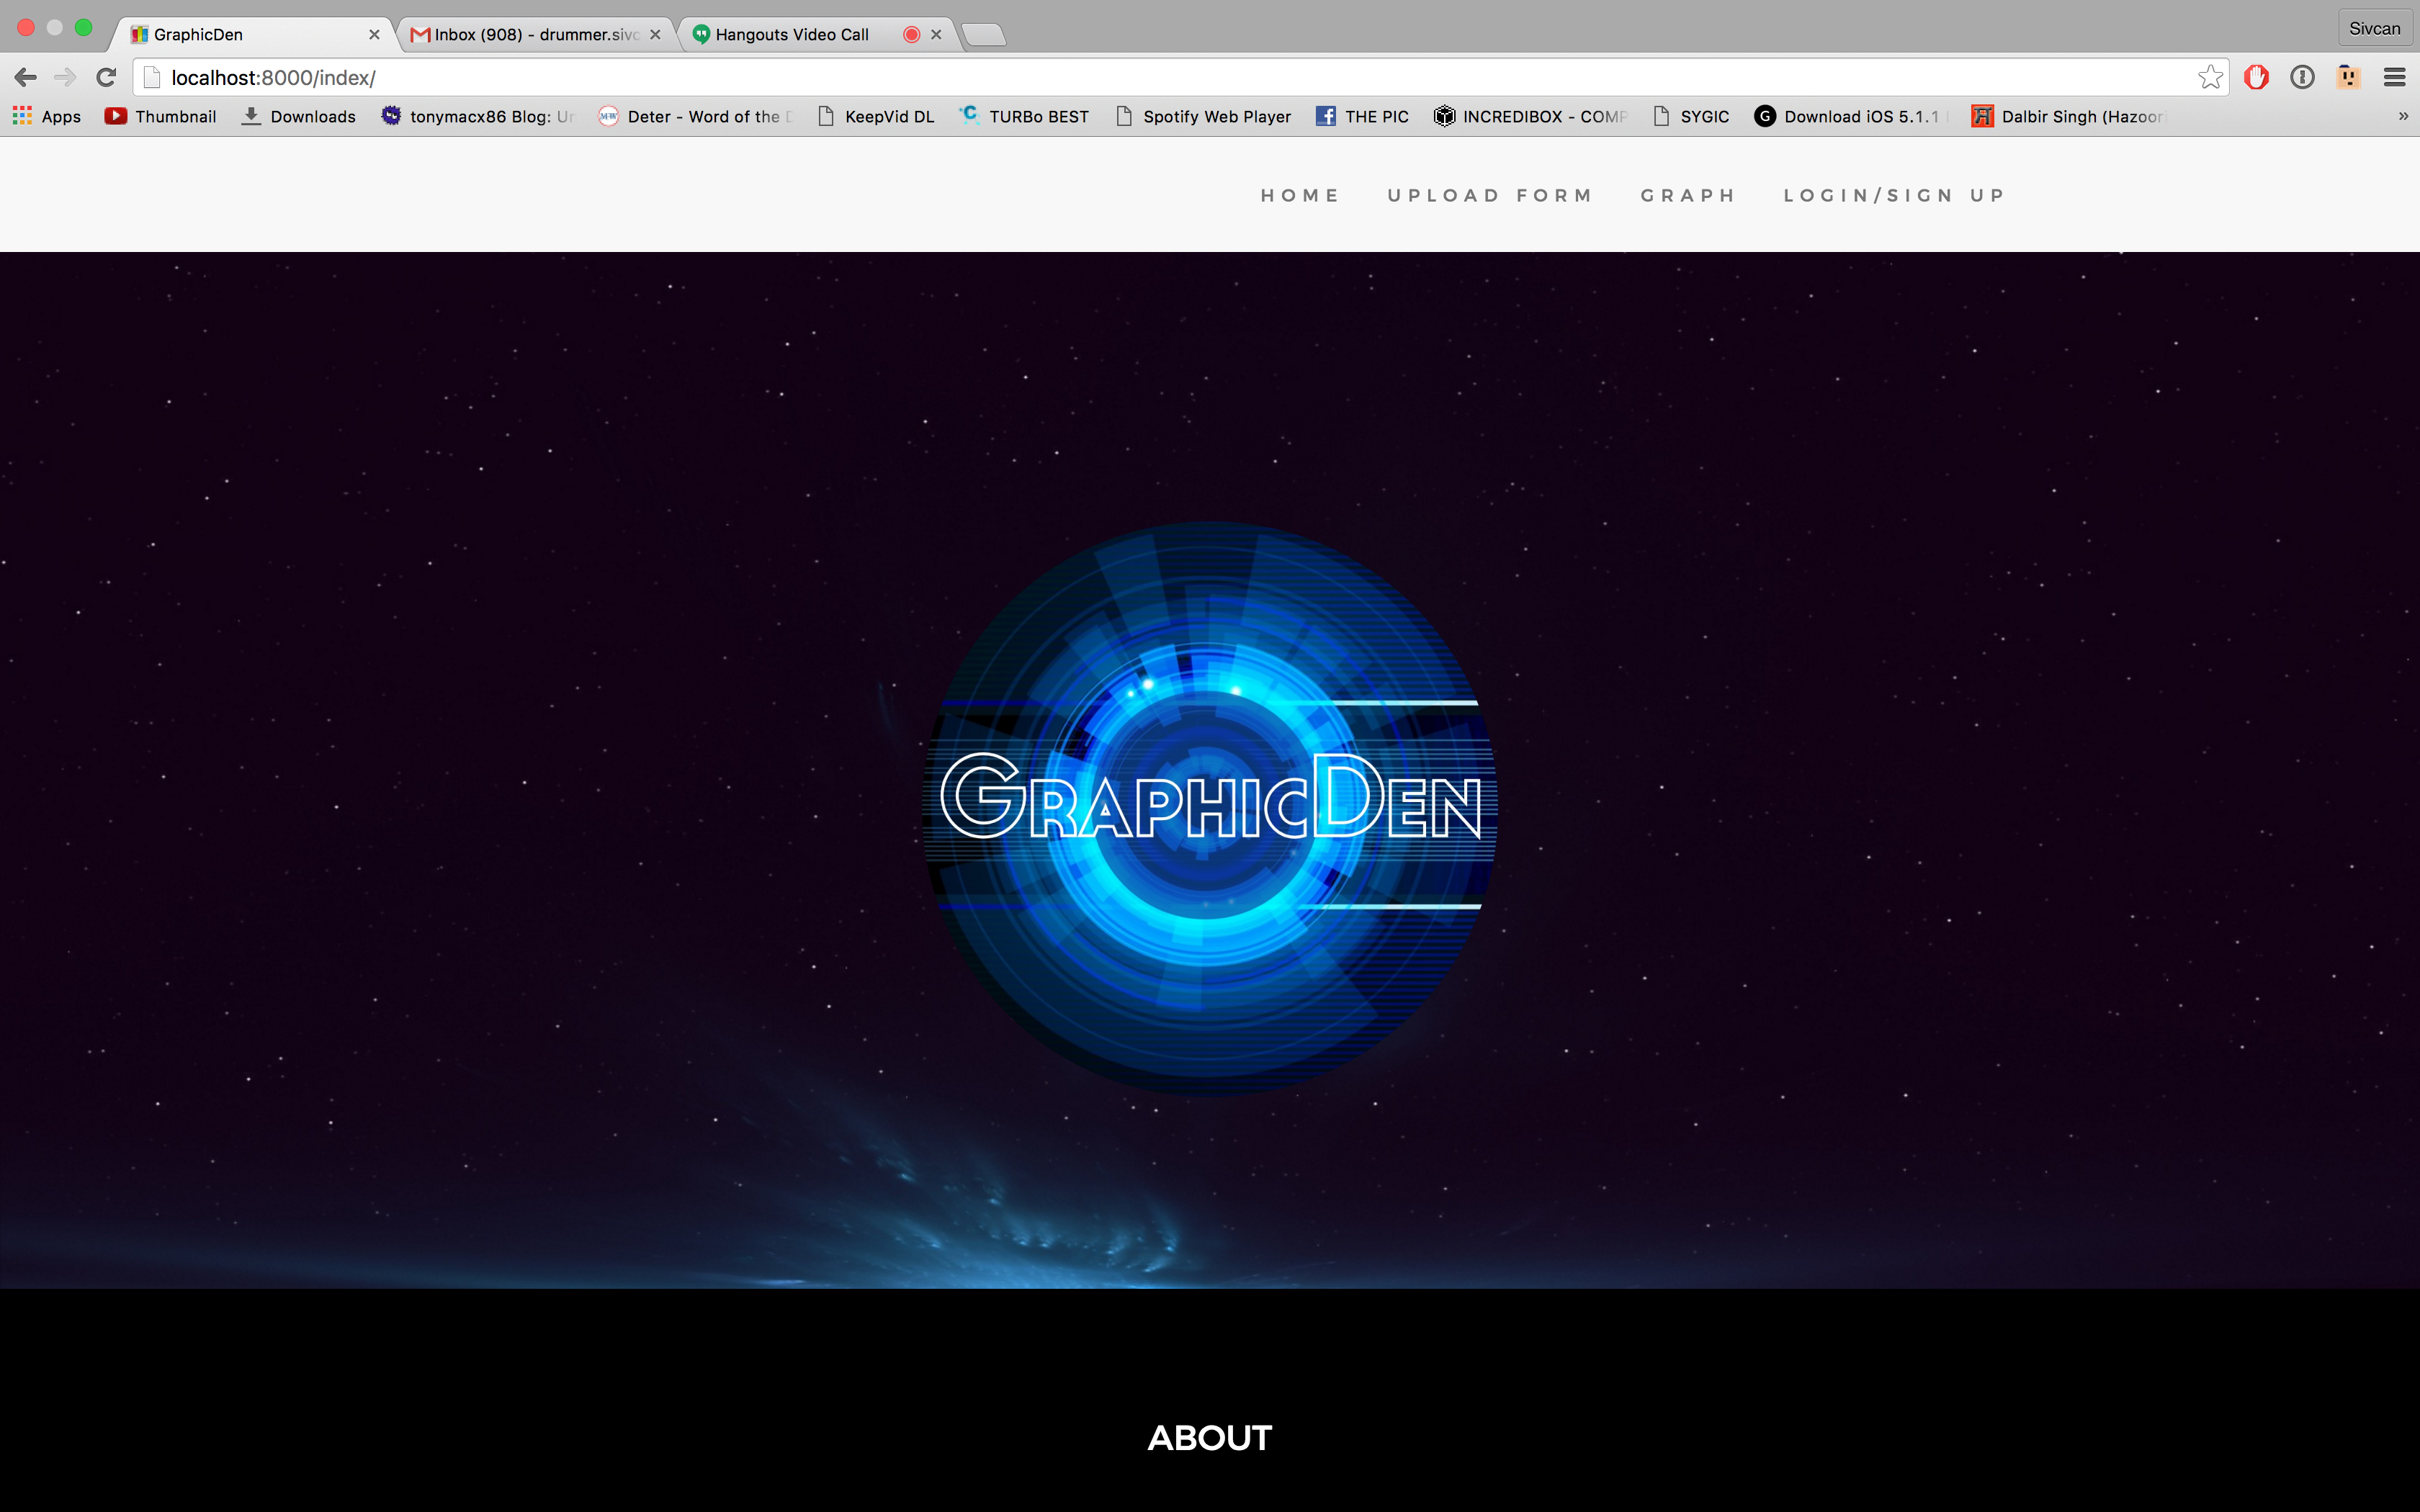 GraphicDen
Inbox (908) - drummer.sivc
Hangouts Video Call
Sivcan
localhost:8000/index/
Apps
Thumbnail
Downloads
tonymacx86 Blog: Ur
Deter - Word of the D
KeepVid DL
TURBo BEST
Spotify Web Player
THE PIC
INCREDIBOX - COMP
SYGIC
Download iOS 5.1.1
Dalbir Singh (Hazoori
»
HOME
UPLOAD FORM
GRAPH
LOGIN/SIGN UP
GRAPHICDEN
ABOUT